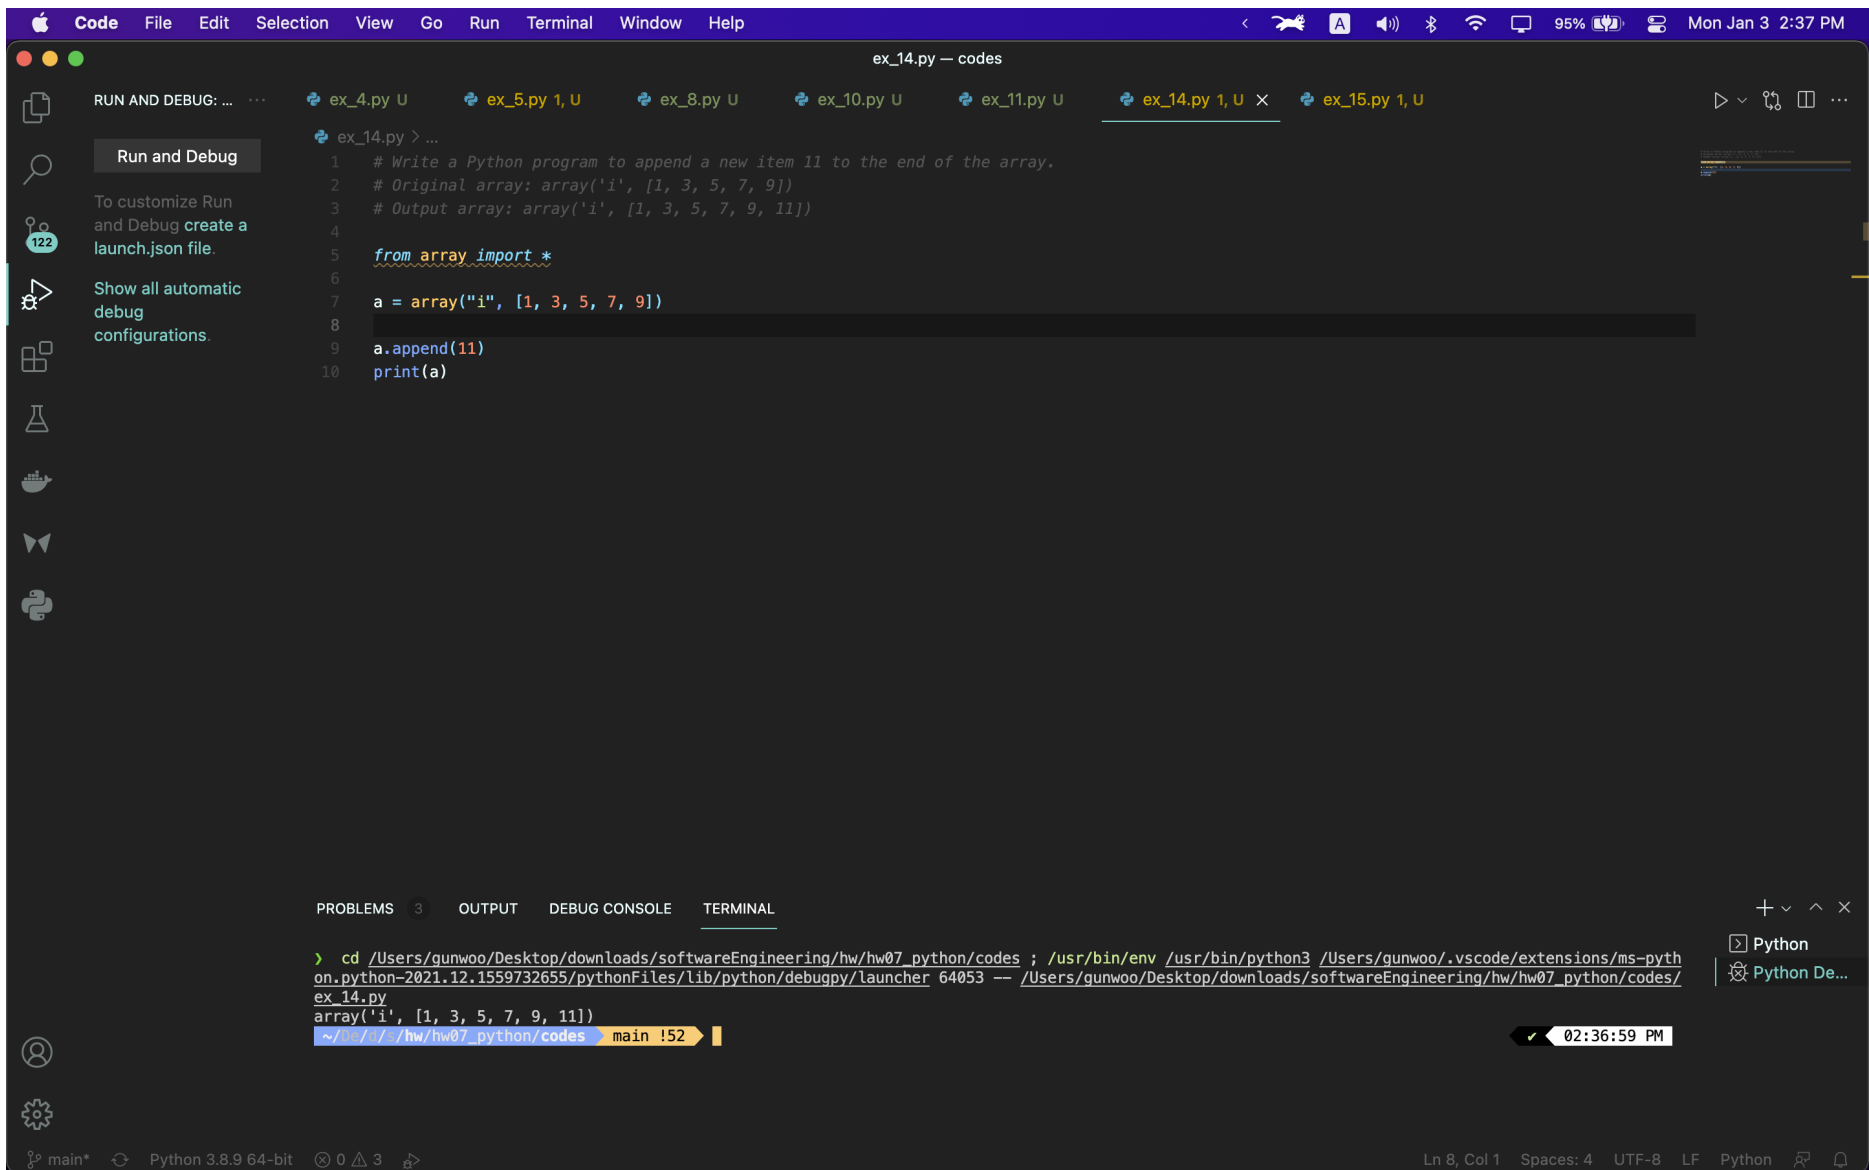 Code File Edit Selection View Go Run Terminal Window Help A 95% Mon Jan 3 2:37 PM
ex_14.py — codes
RUN AND DEBUG: ... ··· ex_4.py U ex_5.py 1, U ex_8.py U ex_10.py U ex_11.py U ex_14.py 1, U ex_15.py 1, U
ex_14.py > ...
Run and Debug
To customize Run
and Debug create a
launch.json file.
Show all automatic
debug
configurations.
122
1 # Write a Python program to append a new item 11 to the end of the array.
2 # Original array: array('i', [1, 3, 5, 7, 9])
3 # Output array: array('i', [1, 3, 5, 7, 9, 11])
4
5 from array import *
6
7 a = array("i", [1, 3, 5, 7, 9])
8
9 a.append(11)
10 print(a)
PROBLEMS 3 OUTPUT DEBUG CONSOLE TERMINAL
❯ cd /Users/gunwoo/Desktop/downloads/softwareEngineering/hw/hw07_python/codes ; /usr/bin/env /usr/bin/python3 /Users/gunwoo/.vscode/extensions/ms-pyth
on.python-2021.12.1559732655/pythonFiles/lib/python/debugpy/launcher 64053 -- /Users/gunwoo/Desktop/downloads/softwareEngineering/hw/hw07_python/codes/
ex_14.py
array('i', [1, 3, 5, 7, 9, 11])
~/De/d/s/hw/hw07_python/codes main !52 ✔ 02:36:59 PM
Python
Python De...
main* Python 3.8.9 64-bit 0 3 Ln 8, Col 1 Spaces: 4 UTF-8 LF Python